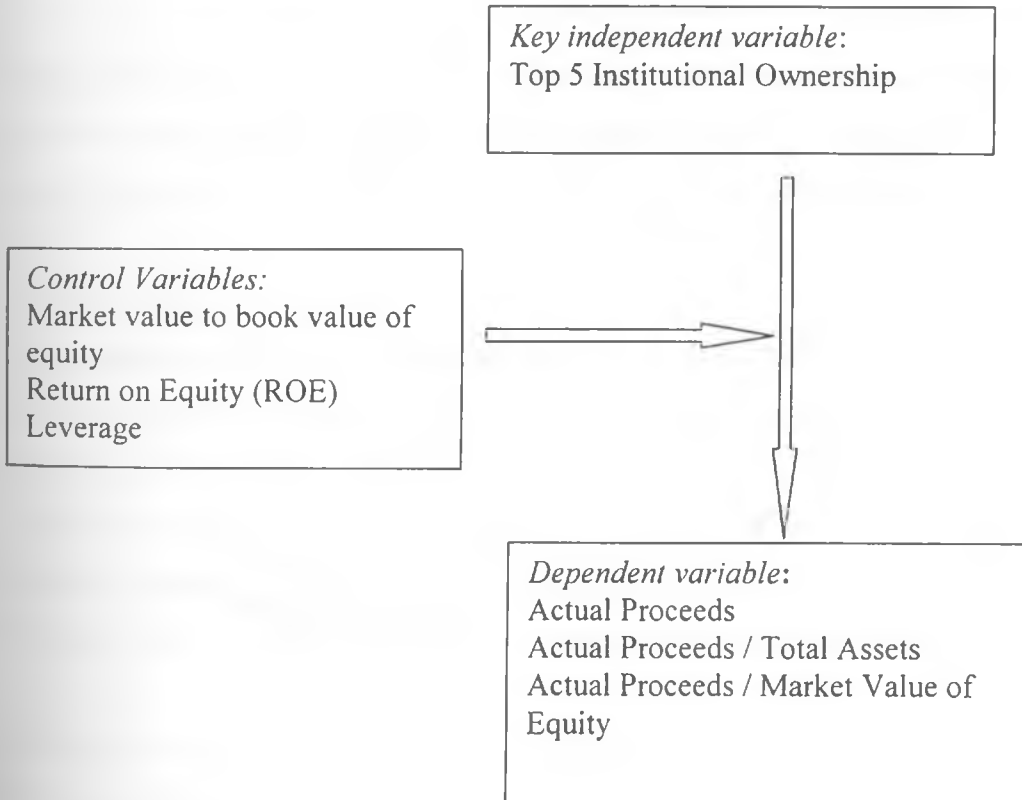 Key independent variable:
Top 5 Institutional Ownership
Control Variables:
Market value to book value of
equity
Return on Equity (ROE)
Leverage
Dependent variable:
Actual Proceeds
Actual Proceeds / Total Assets
Actual Proceeds / Market Value of
Equity